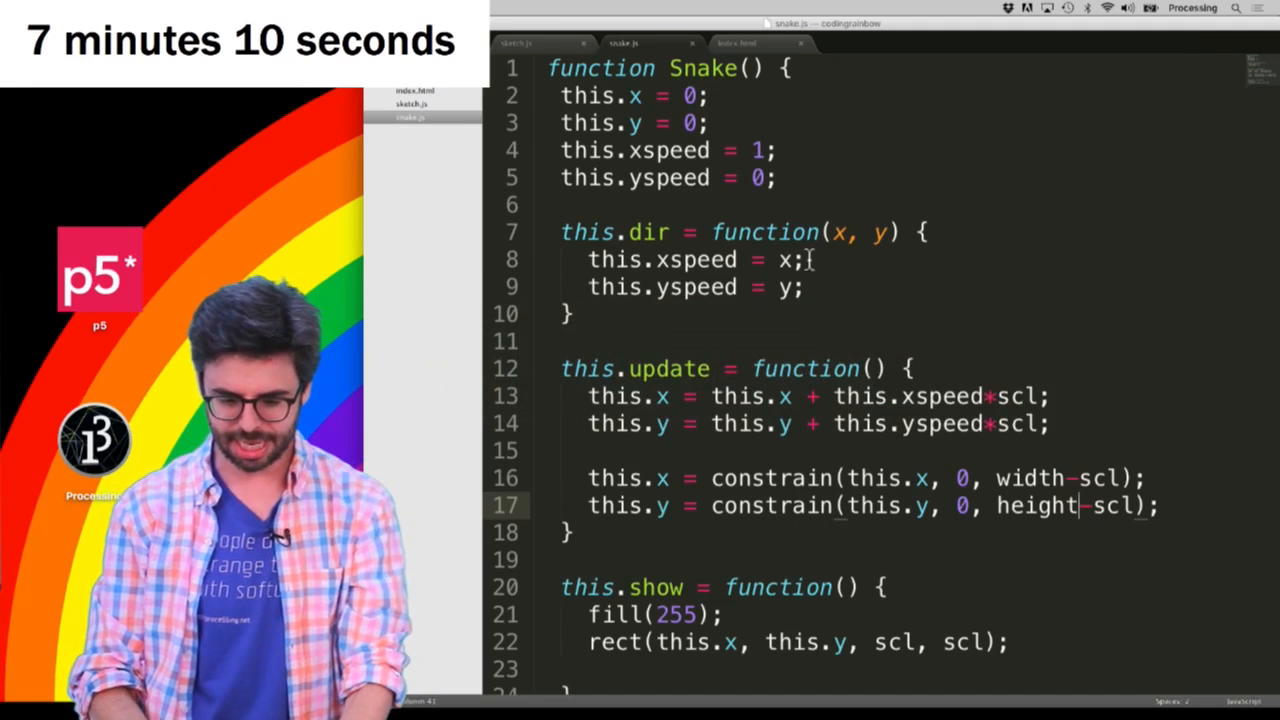 7 minutes 10 seconds
Processing
snake.js — codingrainbow
sketch.js
snake.js
index.html
index.html
sketch.js
snake.js
p5*
p5
Processing
1 function Snake() {
2 this.x = 0;
3 this.y = 0;
4 this.xspeed = 1;
5 this.yspeed = 0;
6
7 this.dir = function(x, y) {
8 this.xspeed = x;
9 this.yspeed = y;
10 }
11
12 this.update = function() {
13 this.x = this.x + this.xspeed*scl;
14 this.y = this.y + this.yspeed*scl;
15
16 this.x = constrain(this.x, 0, width-scl);
17 this.y = constrain(this.y, 0, height-scl);
18 }
19
20 this.show = function() {
21 fill(255);
22 rect(this.x, this.y, scl, scl);
23
24 }
41
Spaces: 2
JavaScript